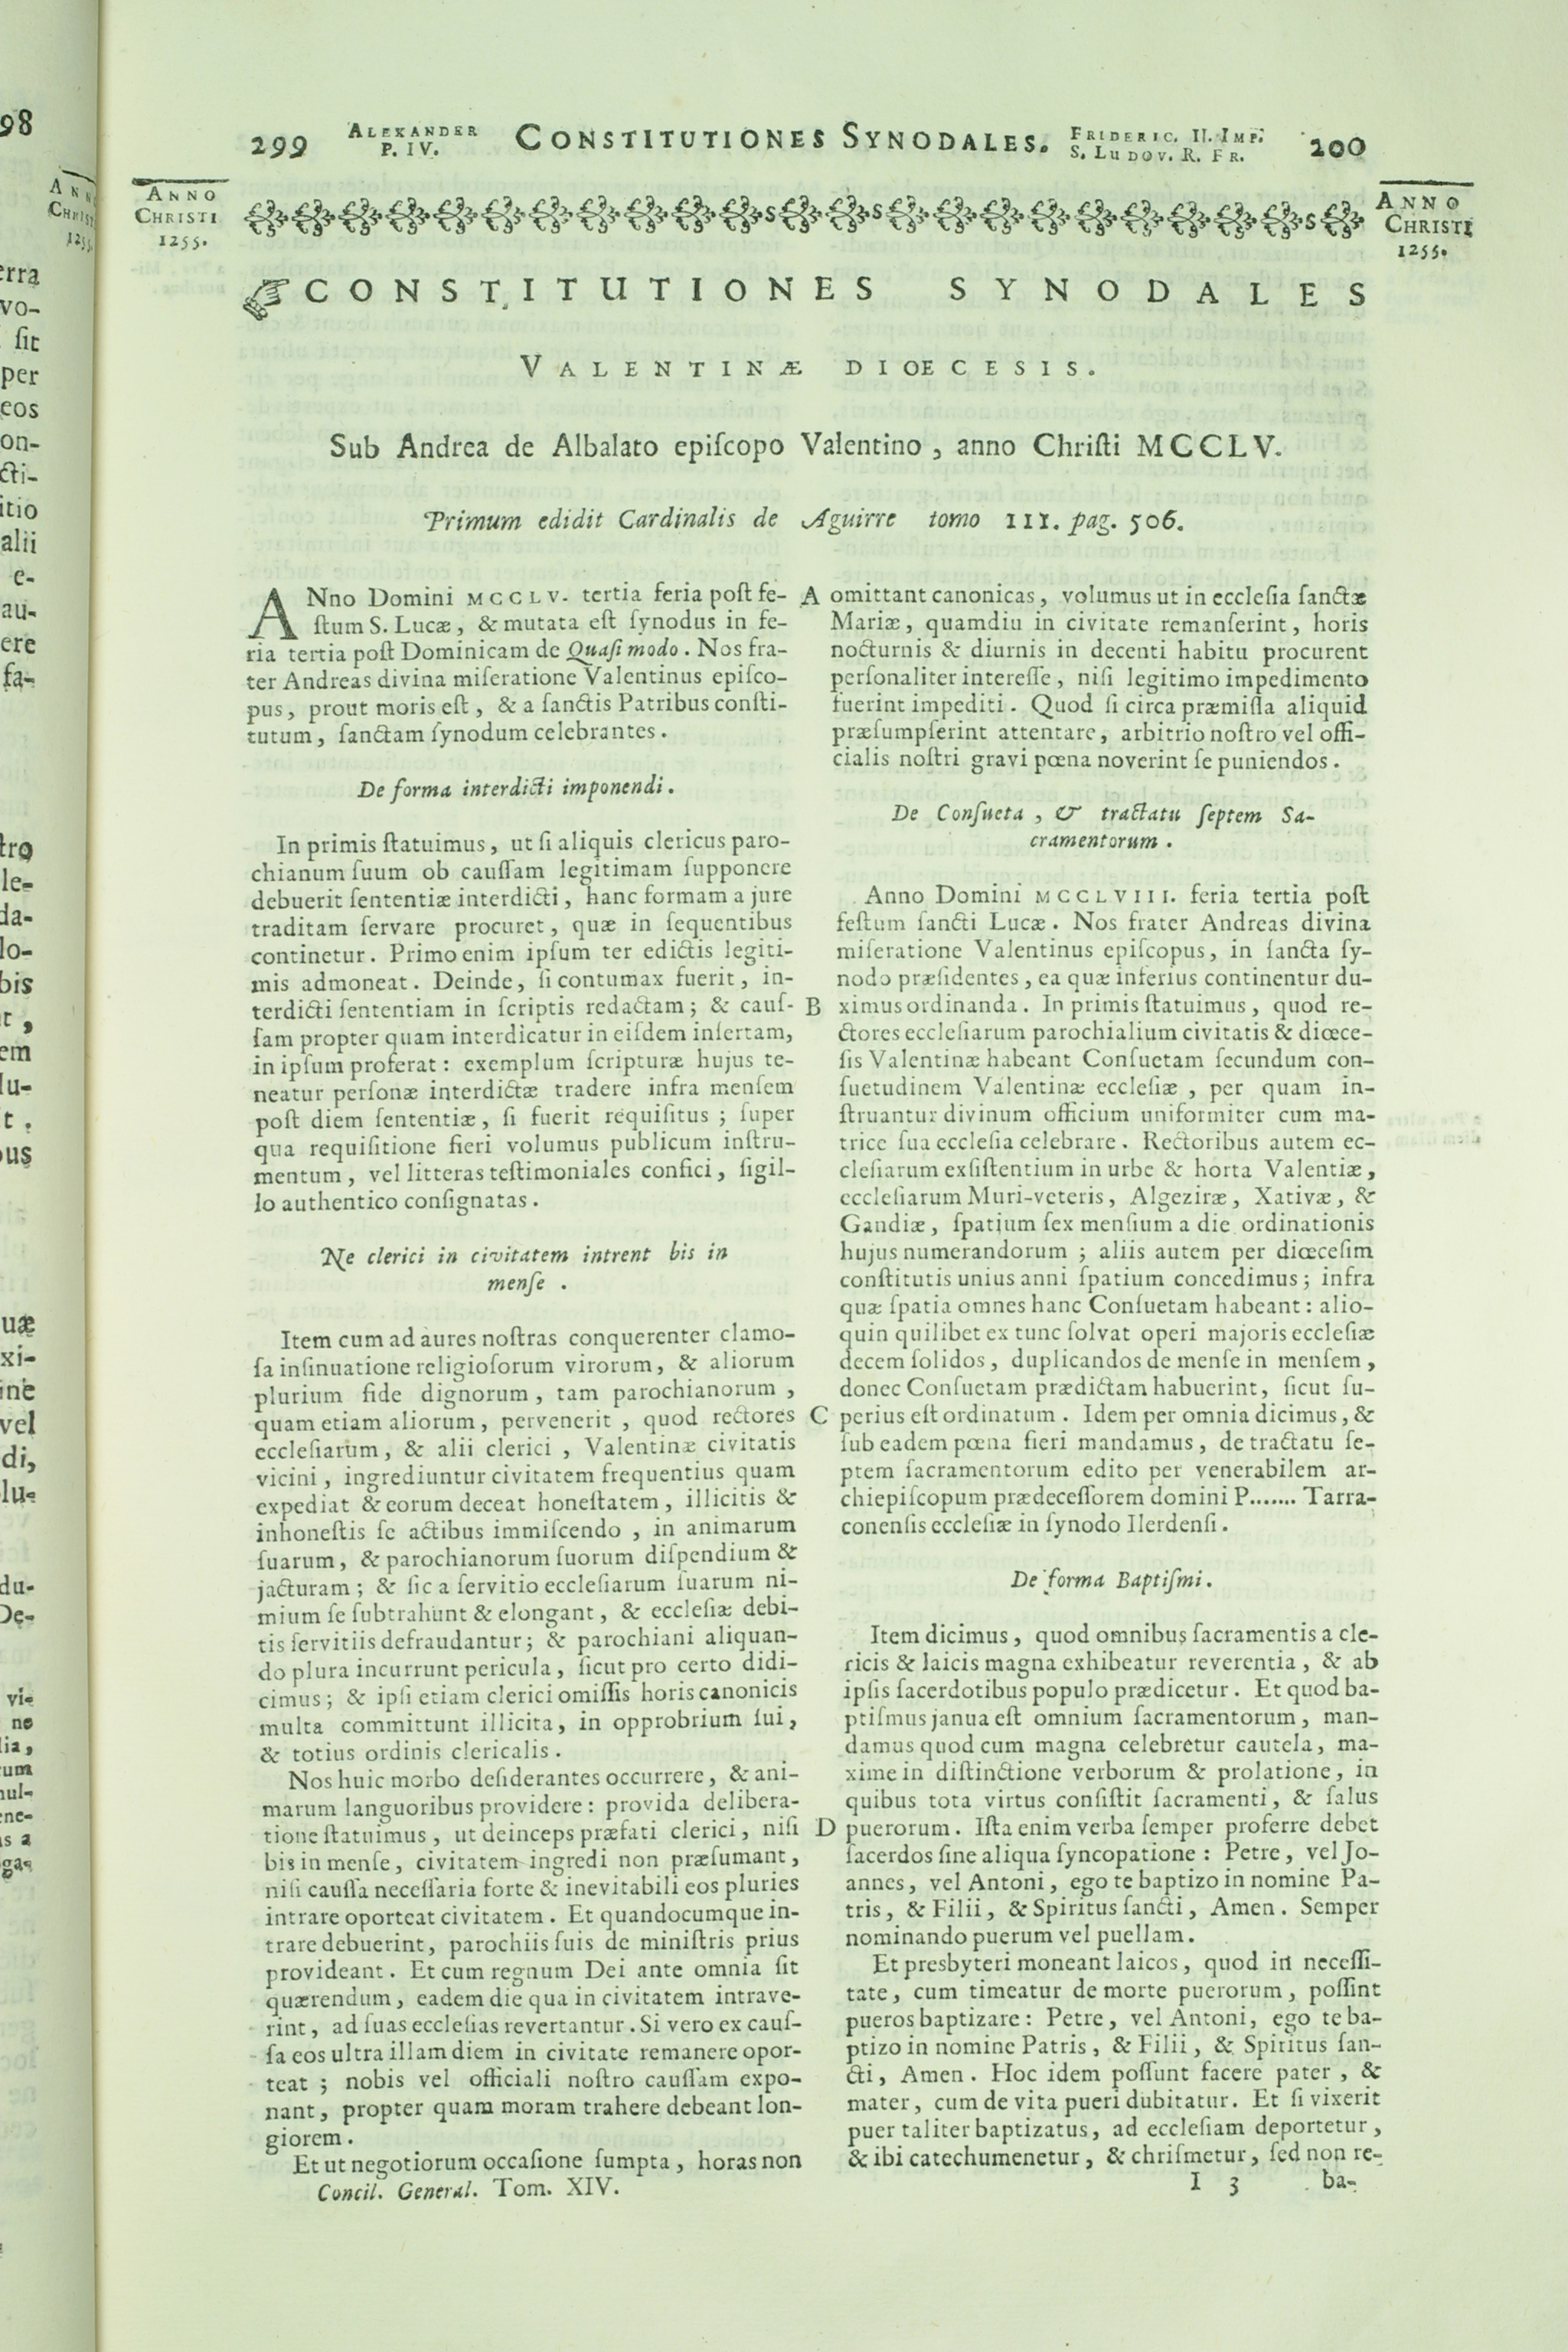 299
ALEXANDER
P. IV.
CONSTITUTIONES SYNODALES.
FRIDERIC. II. IMP.
S. LUDOV. R. FR.
200
ANNO
CHRISTI
1255.
ANNO
CHRISTI
1255.
CONSTITUTIONES SYNODALES
VALENTINÆ DIOECESIS.
Sub Andrea de Albalato epiſcopo Valentino, anno Chriſti MCCLV.
Primum edidit Cardinalis de Aguirre tomo III. pag. 506.
ANno Domini MCCLV. tertia feria poſt fe-
ſtum S. Lucæ, & mutata eſt ſynodus in fe-
ria tertia poſt Dominicam de Quaſi modo. Nos fra-
ter Andreas divina miſeratione Valentinus epiſco-
pus, prout moris eſt, & a ſanctis Patribus conſti-
tutum, ſanctam ſynodum celebrantes.
De forma interdicti imponendi.
In primis ſtatuimus, ut ſi aliquis clericus paro-
chianum ſuum ob cauſſam legitimam ſupponere
debuerit ſententiæ interdicti, hanc formam a jure
traditam ſervare procuret, quæ in ſequentibus
continetur. Primo enim ipſum ter edictis legiti-
mis admoneat. Deinde, ſi contumax fuerit, in-
terdicti ſententiam in ſcriptis redactam; & cauſ-
ſam propter quam interdicatur in eiſdem inſertam,
in ipſum proferat: exemplum ſcripturæ hujus te-
neatur perſonæ interdictæ tradere infra menſem
poſt diem ſententiæ, ſi fuerit requiſitus; ſuper
qua requiſitione fieri volumus publicum inſtru-
mentum, vel litteras teſtimoniales confici, ſigil-
lo authentico conſignatas.
Ne clerici in civitatem intrent bis in
menſe.
Item cum ad aures noſtras conquerenter clamo-
ſa inſinuatione religioſorum virorum, & aliorum
plurium fide dignorum, tam parochianorum,
quam etiam aliorum, pervenerit, quod rectores
eccleſiarum, & alii clerici, Valentinæ civitatis
vicini, ingrediuntur civitatem frequentius quam
expediat & eorum deceat honeſtatem, illicitis &
inhoneſtis ſe actibus immiſcendo, in animarum
ſuarum, & parochianorum ſuorum diſpendium &
jacturam; & ſic a ſervitio eccleſiarum ſuarum ni-
mium ſe ſubtrahunt & elongant, & eccleſiæ debi-
tis ſervitiis defraudantur; & parochiani aliquan-
do plura incurrunt pericula, ſicut pro certo didi-
cimus; & ipſi etiam clerici omiſſis horis canonicis
multa committunt illicita, in opprobrium ſui,
& totius ordinis clericalis.
Nos huic morbo deſiderantes occurrere, & ani-
marum languoribus providere: provida delibera-
tione ſtatuimus, ut deinceps præfati clerici, niſi
bis in menſe, civitatem ingredi non præſumant,
niſi cauſſa neceſſaria forte & inevitabili eos pluries
intrare oporteat civitatem. Et quandocumque in-
trare debuerint, parochiis ſuis de miniſtris prius
provideant. Et cum regnum Dei ante omnia ſit
quærendum, eadem die qua in civitatem intrave-
rint, ad ſuas eccleſias revertantur. Si vero ex cauſ-
ſa eos ultra illam diem in civitate remanere opor-
teat; nobis vel officiali noſtro cauſſam expo-
nant, propter quam moram trahere debeant lon-
giorem.
Et ut negotiorum occaſione ſumpta, horas non
Concil. General. Tom. XIV.
A
B
C
D
omittant canonicas, volumus ut in eccleſia ſanctæ
Mariæ, quamdiu in civitate remanſerint, horis
nocturnis & diurnis in decenti habitu procurent
perſonaliter intereſſe, niſi legitimo impedimento
fuerint impediti. Quod ſi circa præmiſſa aliquid
præſumpſerint attentare, arbitrio noſtro vel offi-
cialis noſtri gravi pœna noverint ſe puniendos.
De Conſueta, & tractatu ſeptem Sa-
cramentorum.
Anno Domini MCCLVIII. feria tertia poſt
feſtum ſancti Lucæ. Nos frater Andreas divina
miſeratione Valentinus epiſcopus, in ſancta ſy-
nodo præſidentes, ea quæ inferius continentur du-
ximus ordinanda. In primis ſtatuimus, quod re-
ctores eccleſiarum parochialium civitatis & diœce-
ſis Valentinæ habeant Conſuetam ſecundum con-
ſuetudinem Valentinæ eccleſiæ, per quam in-
ſtruantur divinum officium uniformiter cum ma-
trice ſua eccleſia celebrare. Rectoribus autem ec-
cleſiarum exſiſtentium in urbe & horta Valentiæ,
eccleſiarum Muri-veteris, Algeziræ, Xativæ, &
Gandiæ, ſpatium ſex menſium a die ordinationis
hujus numerandorum; aliis autem per diœceſim
conſtitutis unius anni ſpatium concedimus; infra
quæ ſpatia omnes hanc Conſuetam habeant: alio-
quin quilibet ex tunc ſolvat operi majoris eccleſiæ
decem ſolidos, duplicandos de menſe in menſem,
donec Conſuetam prædictam habuerint, ſicut ſu-
perius eſt ordinatum. Idem per omnia dicimus, &
ſub eadem pœna fieri mandamus, de tractatu ſe-
ptem ſacramentorum edito per venerabilem ar-
chiepiſcopum prædeceſſorem domini P....... Tarra-
conenſis eccleſiæ in ſynodo Ilerdenſi.
De forma Baptiſmi.
Item dicimus, quod omnibus ſacramentis a cle-
ricis & laicis magna exhibeatur reverentia, & ab
ipſis ſacerdotibus populo prædicetur. Et quod ba-
ptiſmus janua eſt omnium ſacramentorum, man-
damus quod cum magna celebretur cautela, ma-
xime in diſtinctione verborum & prolatione, in
quibus tota virtus conſiſtit ſacramenti, & ſalus
puerorum. Iſta enim verba ſemper proferre debet
ſacerdos ſine aliqua ſyncopatione: Petre, vel Jo-
annes, vel Antoni, ego te baptizo in nomine Pa-
tris, & Filii, & Spiritus ſancti, Amen. Semper
nominando puerum vel puellam.
Et presbyteri moneant laicos, quod in neceſſi-
tate, cum timeatur de morte puerorum, poſſint
pueros baptizare: Petre, vel Antoni, ego te ba-
ptizo in nomine Patris, & Filii, & Spiritus ſan-
cti, Amen. Hoc idem poſſunt facere pater, &
mater, cum de vita pueri dubitatur. Et ſi vixerit
puer taliter baptizatus, ad eccleſiam deportetur,
& ibi catechumenetur, & chriſmetur, ſed non re-
I 3
ba-